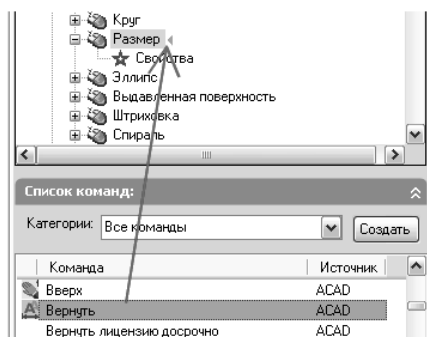 Круг
Размер
Свойства
Эллипс
Выдавленная поверхность
Штриховка
Спираль
Список команд:
Категории: Все команды Создать
Команда Источник
Вверх ACAD
Вернуть ACAD
Вернуть лицензию досрочно ACAD